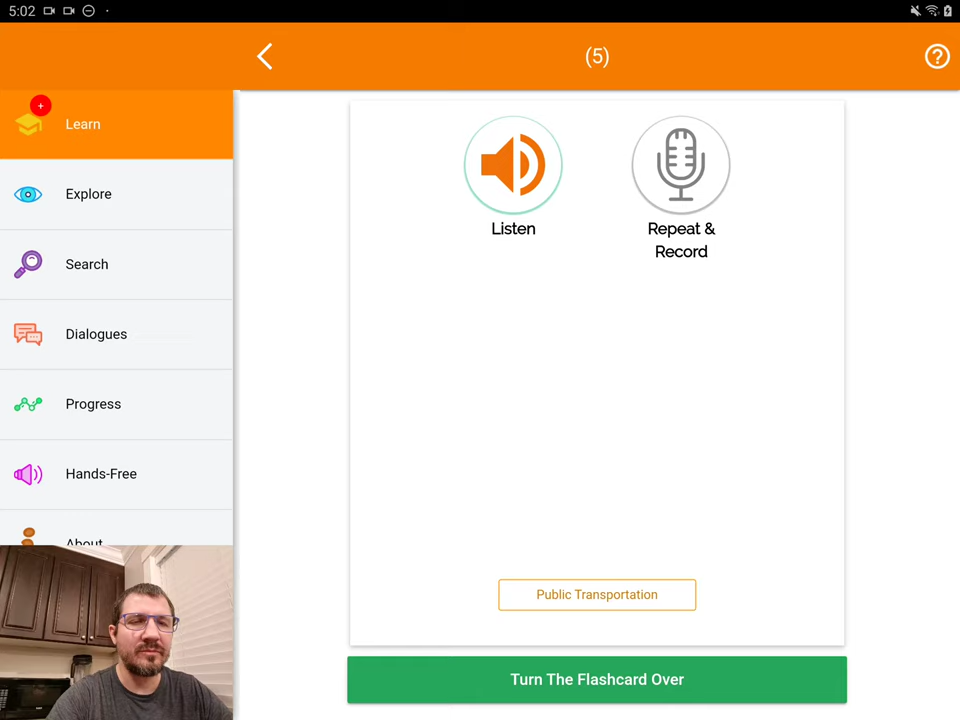 5:02
(5)
+
Learn
Explore
Search
Dialogues
Progress
Hands-Free
About
Listen
Repeat &
Record
Public Transportation
Turn The Flashcard Over